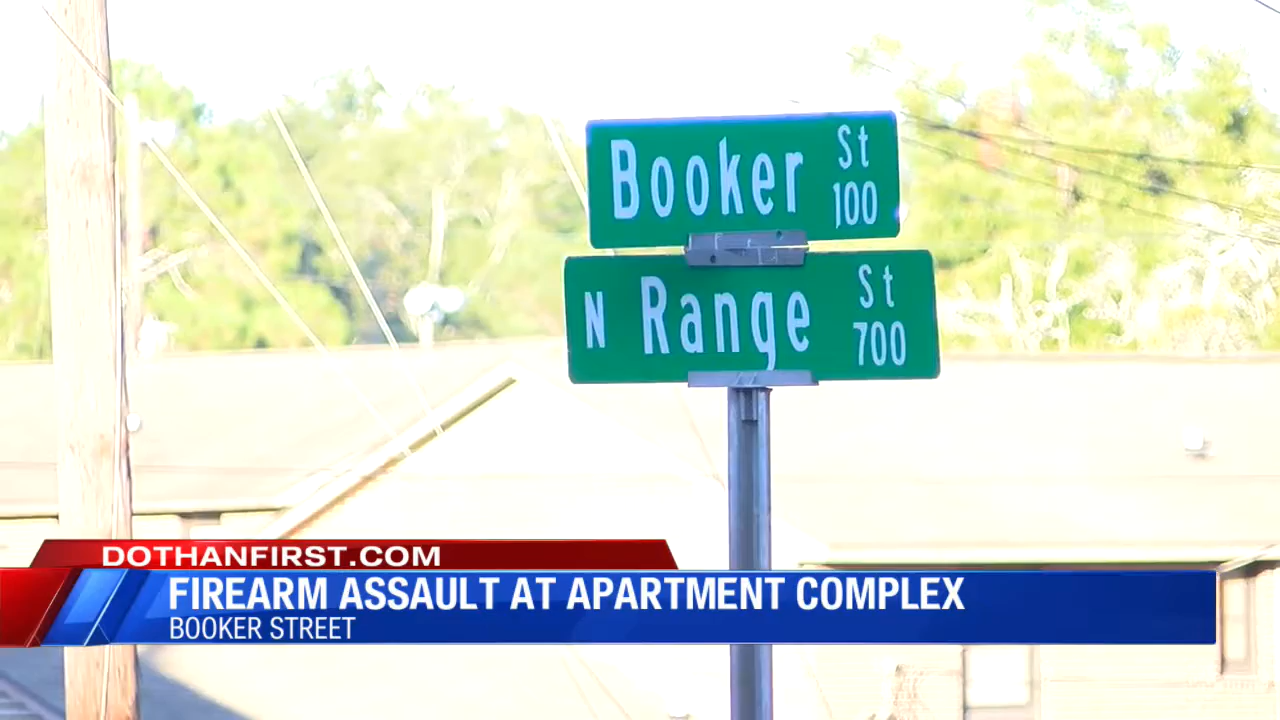 Booker St
100
N Range St
700
DOTHANFIRST.COM
FIREARM ASSAULT AT APARTMENT COMPLEX
BOOKER STREET